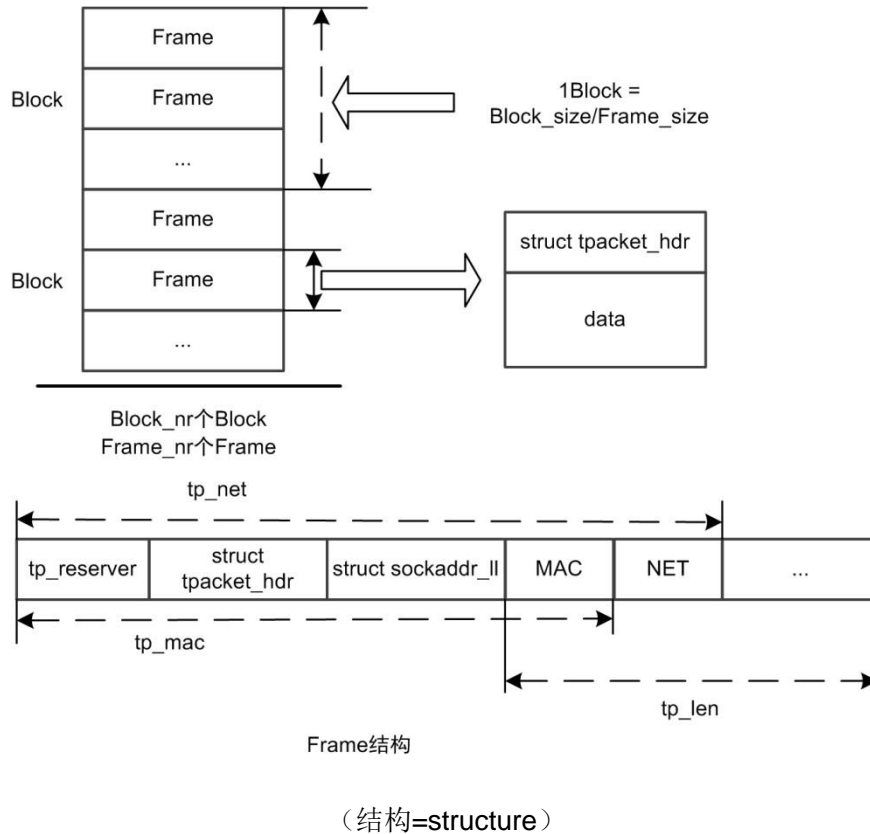 Frame
Block
Frame
1Block =
Block_size/Frame_size
...
Frame
struct tpacket_hdr
Block
Frame
data
...
Block_nr个Block
Frame_nr个Frame
tp_net
tp_reserver
struct
tpacket_hdr
struct sockaddr_ll
MAC
NET
...
tp_mac
tp_len
Frame结构
（结构=structure）